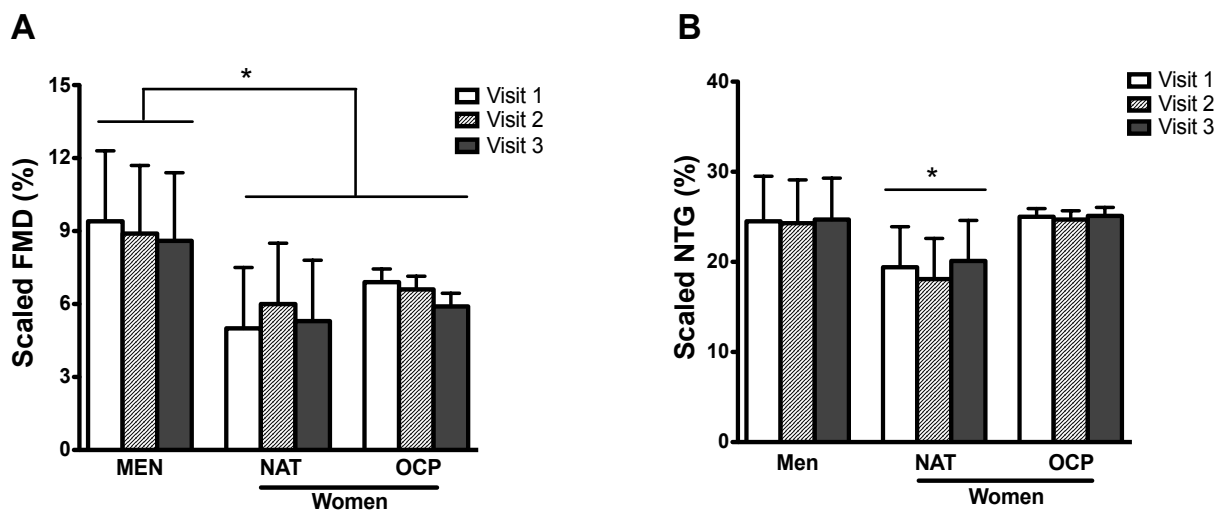 A
*
15
12
9
6
3
0
Scaled FMD (%)
Visit 1
Visit 2
Visit 3
MEN NAT OCP
Women
B
*
40
30
20
10
0
Scaled NTG (%)
Visit 1
Visit 2
Visit 3
Men NAT OCP
Women